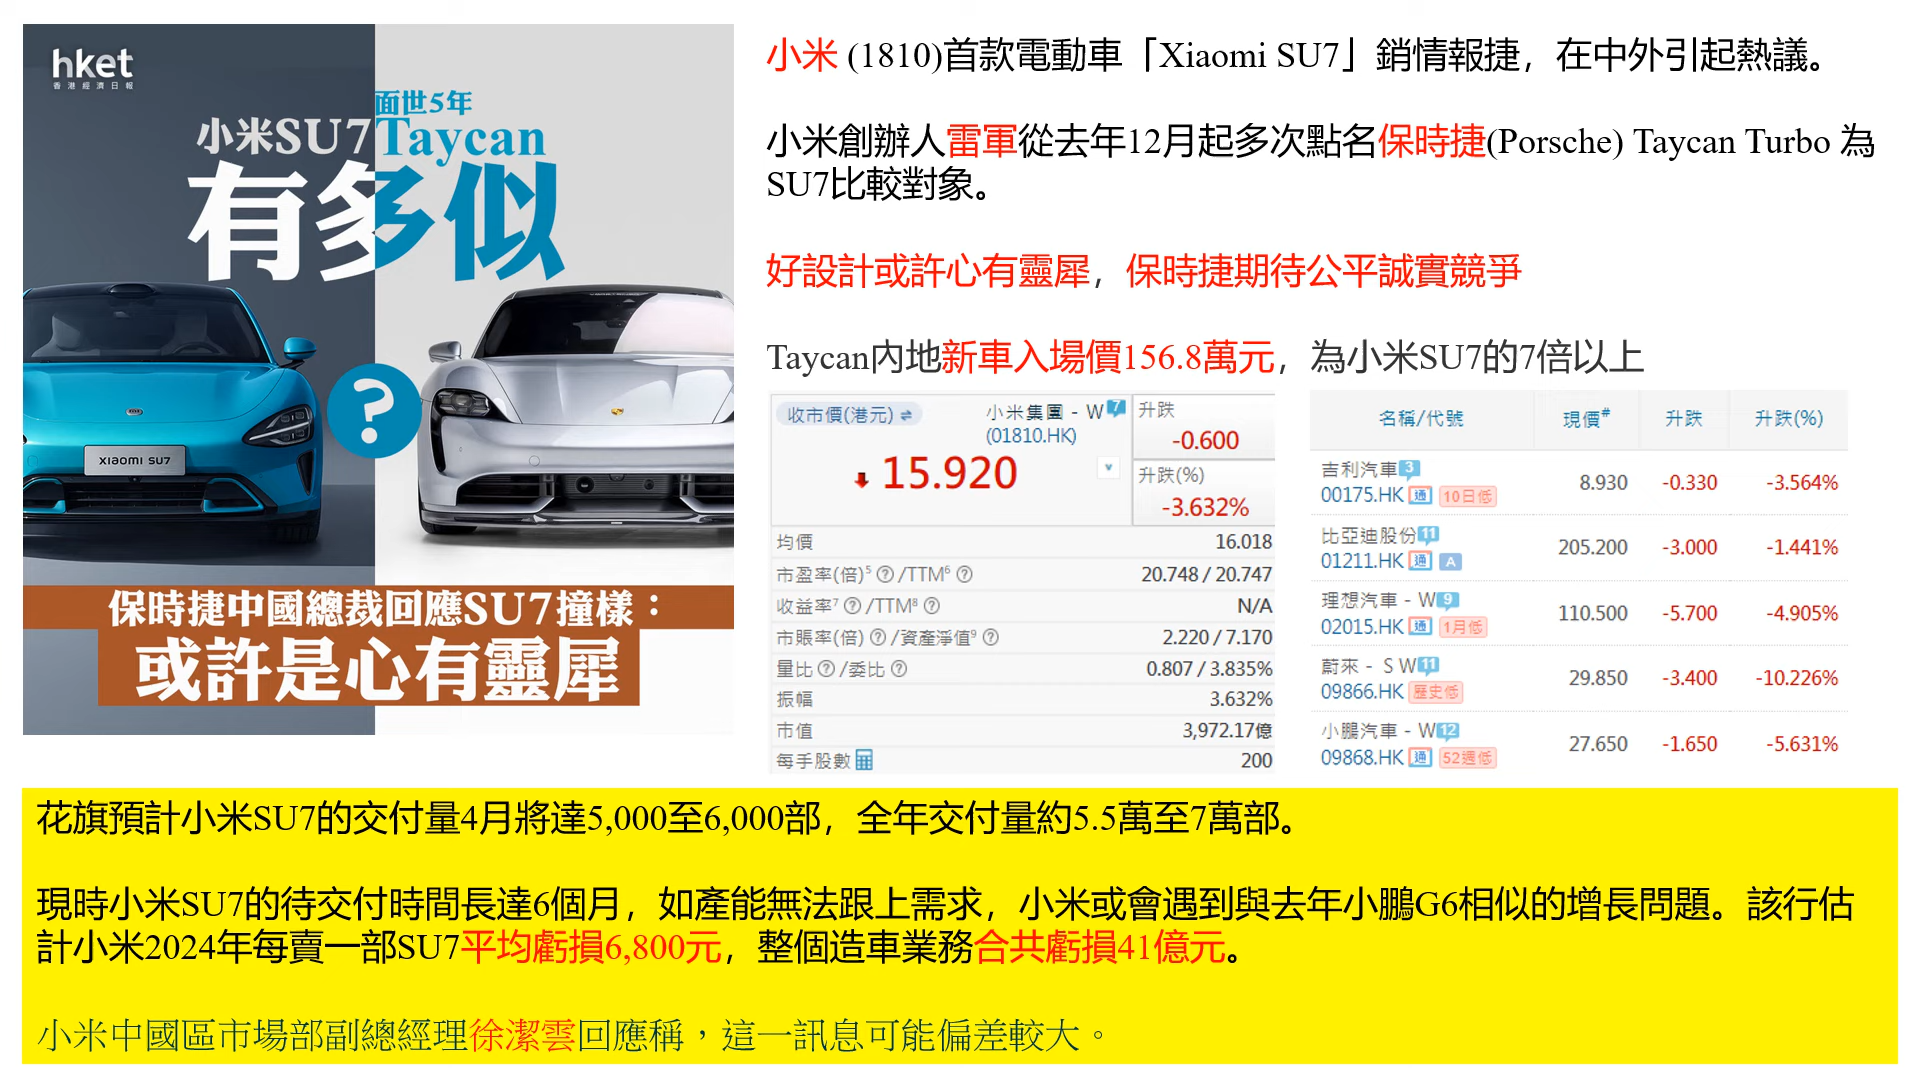 hket
香港經濟日報
面世5年
小米SU7 Taycan
有多似
?
XIAOMI SU7
保時捷中國總裁回應SU7撞樣：
或許是心有靈犀
小米 (1810)首款電動車「Xiaomi SU7」銷情報捷，在中外引起熱議。
小米創辦人雷軍從去年12月起多次點名保時捷(Porsche) Taycan Turbo 為
SU7比較對象。
好設計或許心有靈犀，保時捷期待公平誠實競爭
Taycan內地新車入場價156.8萬元，為小米SU7的7倍以上
收市價(港元) ⇌ 小米集團 - W 7
(01810.HK)
15.920
升跌
-0.600
升跌(%)
-3.632%
均價 16.018
市盈率(倍)5 ? /TTM6 ? 20.748 / 20.747
收益率7 ? /TTM8 ? N/A
市賬率(倍) ? /資產淨值9 ? 2.220 / 7.170
量比 ? /委比 ? 0.807 / 3.835%
振幅 3.632%
市值 3,972.17億
每手股數 200
名稱/代號 現價# 升跌 升跌(%)
吉利汽車 3
00175.HK 通 10日低 8.930 -0.330 -3.564%
比亞迪股份 11
01211.HK 通 A 205.200 -3.000 -1.441%
理想汽車 - W 9
02015.HK 通 1月低 110.500 -5.700 -4.905%
蔚來 - S W 11
09866.HK 歷史低 29.850 -3.400 -10.226%
小鵬汽車 - W 12
09868.HK 通 52週低 27.650 -1.650 -5.631%
花旗預計小米SU7的交付量4月將達5,000至6,000部，全年交付量約5.5萬至7萬部。
現時小米SU7的待交付時間長達6個月，如產能無法跟上需求，小米或會遇到與去年小鵬G6相似的增長問題。該行估
計小米2024年每賣一部SU7平均虧損6,800元，整個造車業務合共虧損41億元。
小米中國區市場部副總經理徐潔雲回應稱，這一訊息可能偏差較大。